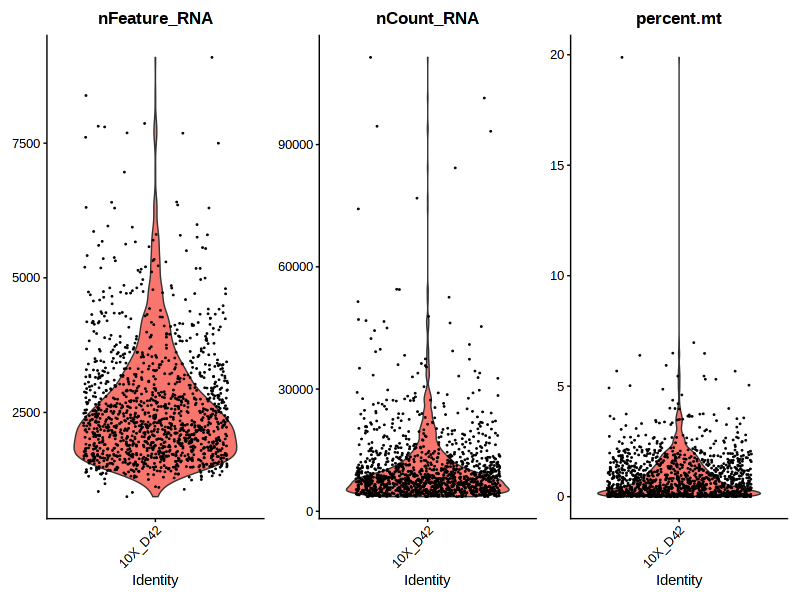 nFeature_RNA
7500
5000
2500
10X_D42
Identity
nCount_RNA
90000
60000
30000
0
10X_D42
Identity
percent.mt
20
15
10
5
0
10X_D42
Identity